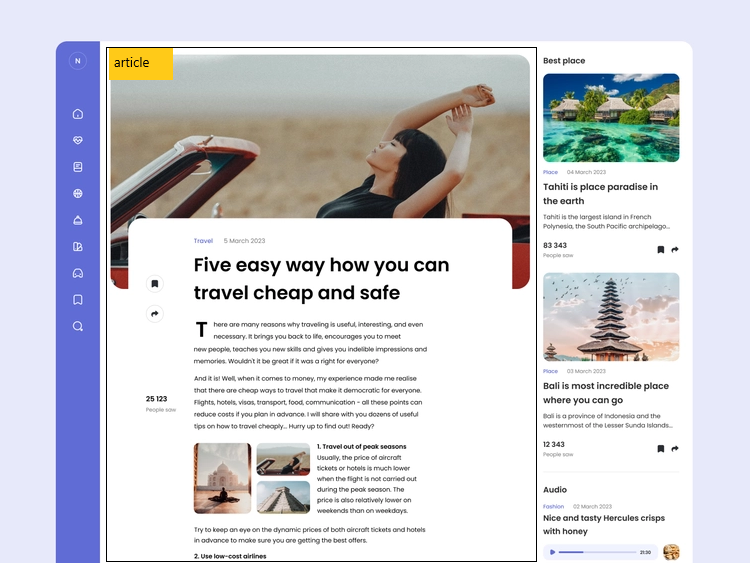 N
article
Travel 5 March 2023
Five easy way how you can
travel cheap and safe
There are many reasons why traveling is useful, interesting, and even
necessary. It brings you back to life, encourages you to meet
new people, teaches you new skills and gives you indelible impressions and
memories. Wouldn't it be great if it was a right for everyone?
25 123
People saw
And it is! Well, when it comes to money, my experience made me realise
that there are cheap ways to travel that make it democratic for everyone.
Flights, hotels, visas, transport, food, communication - all these points can
reduce costs if you plan in advance. I will share with you dozens of useful
tips on how to travel cheaply... Hurry up to find out! Ready?
1. Travel out of peak seasons
Usually, the price of aircraft
tickets or hotels is much lower
when the flight is not carried out
during the peak season. The
price is also relatively lower on
weekends than on weekdays.
Try to keep an eye on the dynamic prices of both aircraft tickets and hotels
in advance to make sure you are getting the best offers.
2. Use low-cost airlines
Best place
Place 04 March 2023
Tahiti is place paradise in
the earth
Tahiti is the largest island in French
Polynesia, the South Pacific archipelago...
83 343
People saw
Place 03 March 2023
Bali is most incredible place
where you can go
Bali is a province of Indonesia and the
westernmost of the Lesser Sunda Islands...
12 343
People saw
Audio
Fashion 02 March 2023
Nice and tasty Hercules crisps
with honey
21:30